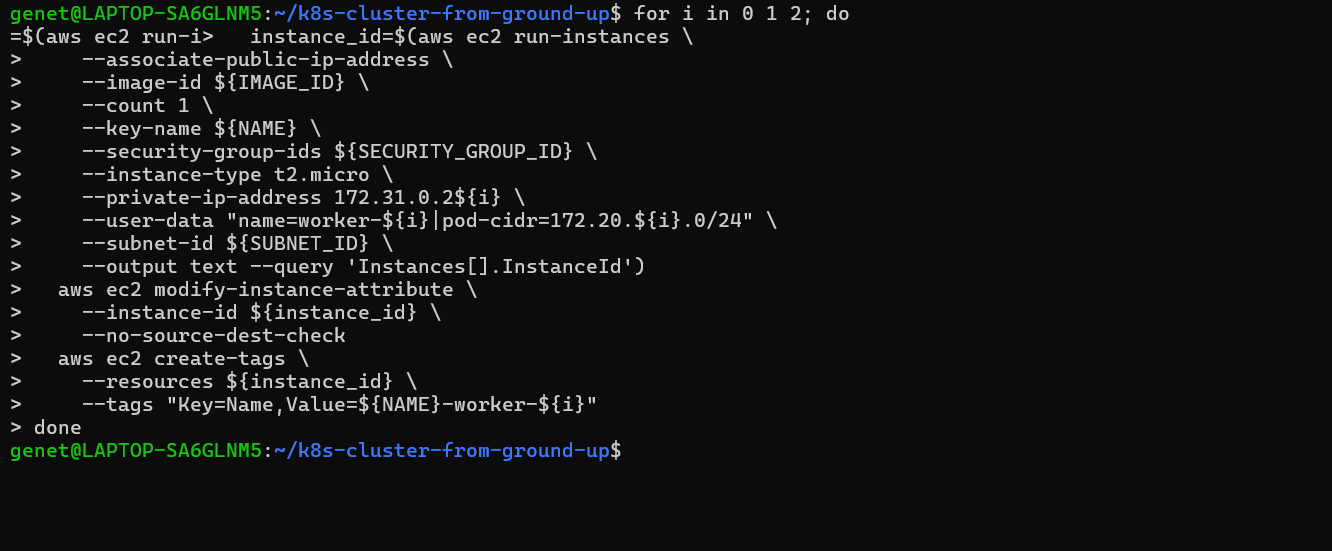 genet@LAPTOP-SA6GLNM5:~/k8s-cluster-from-ground-up$ for i in 0 1 2; do
=$(aws ec2 run-i>   instance_id=$(aws ec2 run-instances \
>     --associate-public-ip-address \
>     --image-id ${IMAGE_ID} \
>     --count 1 \
>     --key-name ${NAME} \
>     --security-group-ids ${SECURITY_GROUP_ID} \
>     --instance-type t2.micro \
>     --private-ip-address 172.31.0.2${i} \
>     --user-data "name=worker-${i}|pod-cidr=172.20.${i}.0/24" \
>     --subnet-id ${SUBNET_ID} \
>     --output text --query 'Instances[].InstanceId')
>   aws ec2 modify-instance-attribute \
>     --instance-id ${instance_id} \
>     --no-source-dest-check
>   aws ec2 create-tags \
>     --resources ${instance_id} \
>     --tags "Key=Name,Value=${NAME}-worker-${i}"
> done
genet@LAPTOP-SA6GLNM5:~/k8s-cluster-from-ground-up$